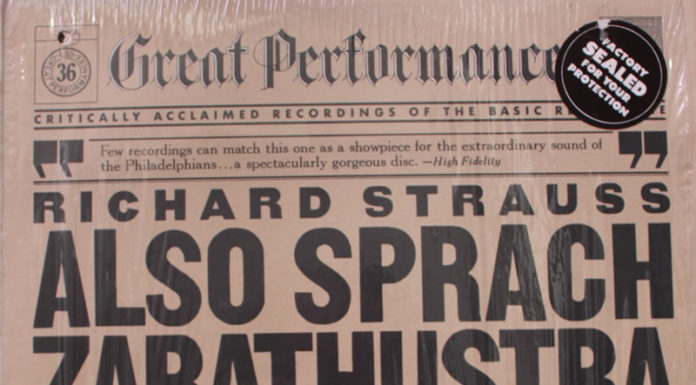 36
Great Performance
FACTORY
SEALED
FOR YOUR
PROTECTION
CRITICALLY ACCLAIMED RECORDINGS OF THE BASIC
Few recordings can match this one as a showpiece for the extraordinary sound of
the Philadelphians...a spectacularly gorgeous disc. —High Fidelity
RICHARD STRAUSS
ALSO SPRACH
ZARATHUSTRA